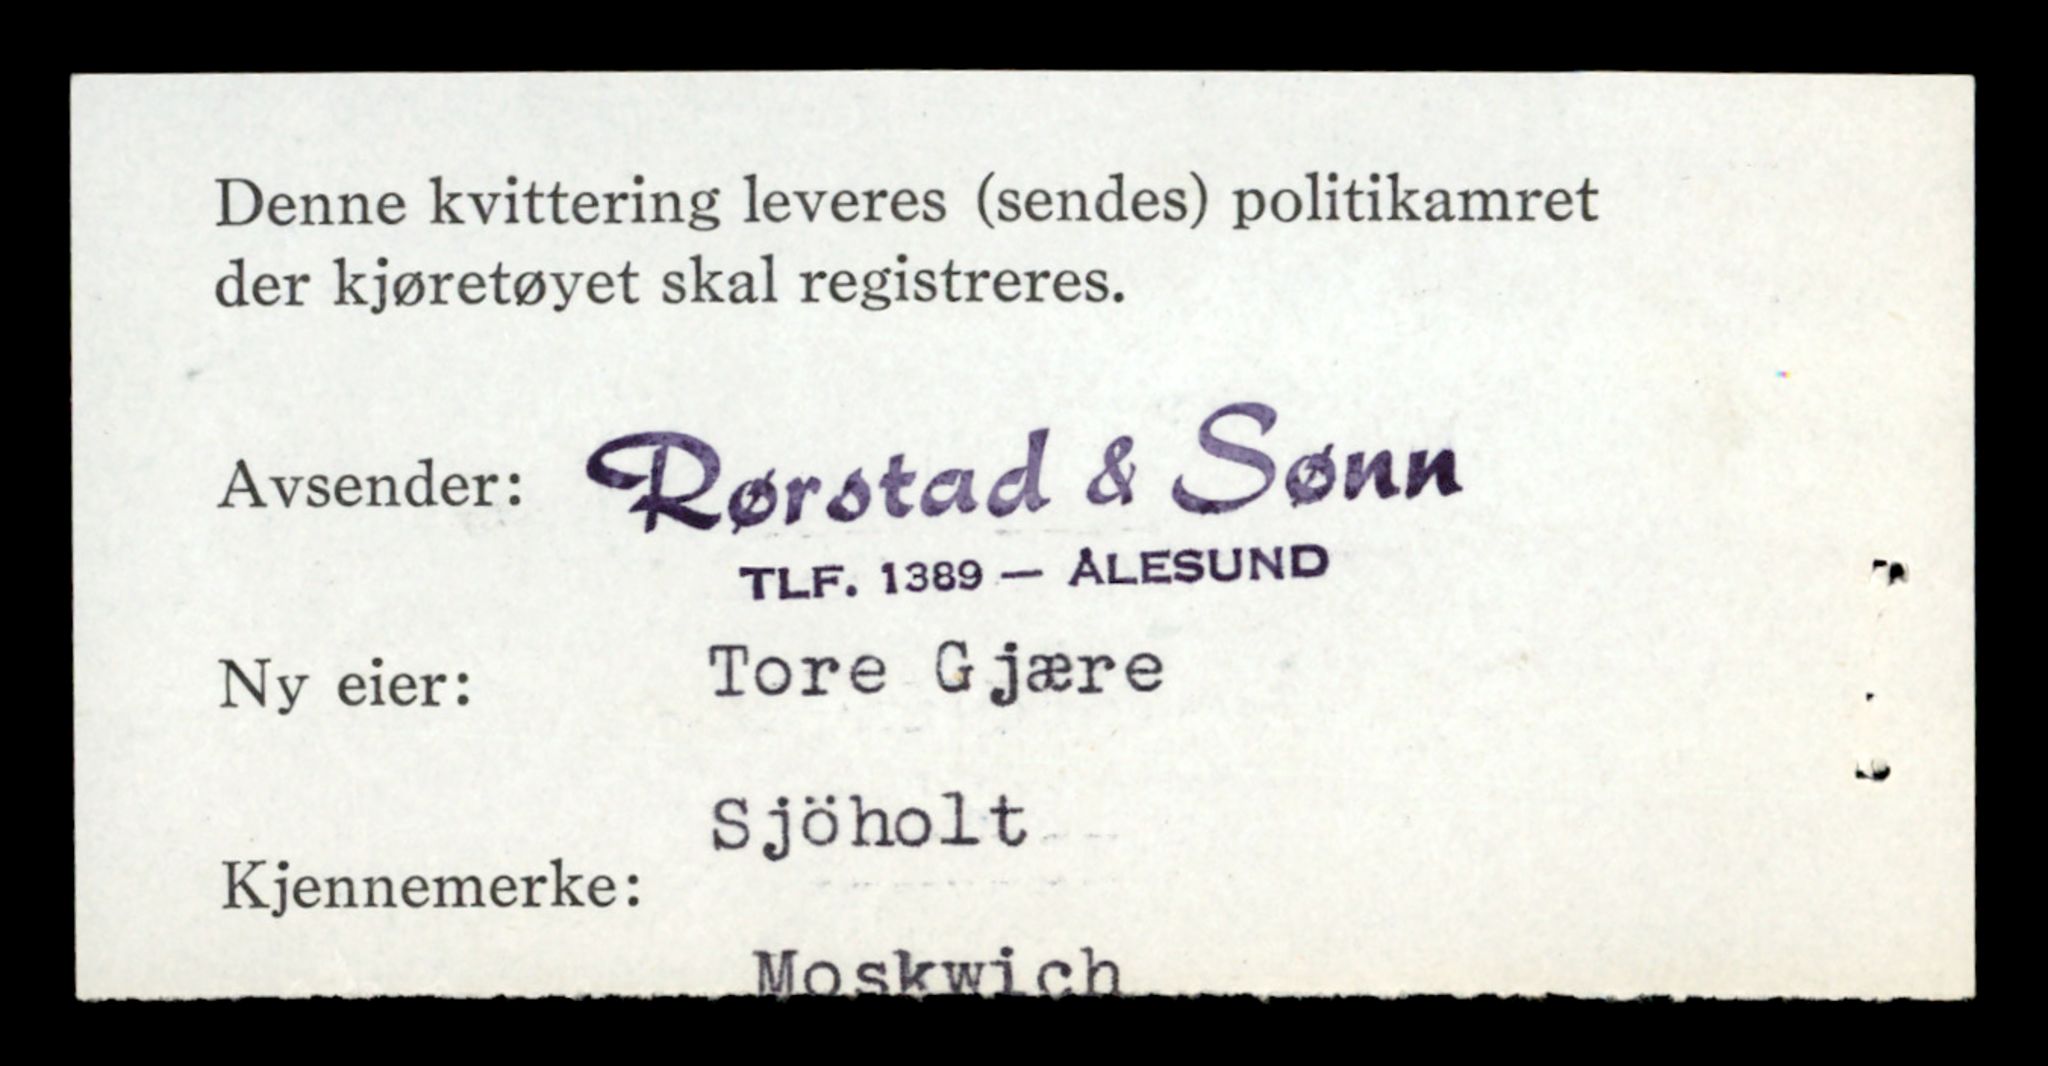 Denne kvittering leveres (sendes) politikamret
der kjøretøyet skal registreres.
Avsender: Rørstad & Sønn
TLF. 1389 — ÅLESUND
Ny eier: Tore Gjære
Sjöholt
Kjennemerke:
Moskwich